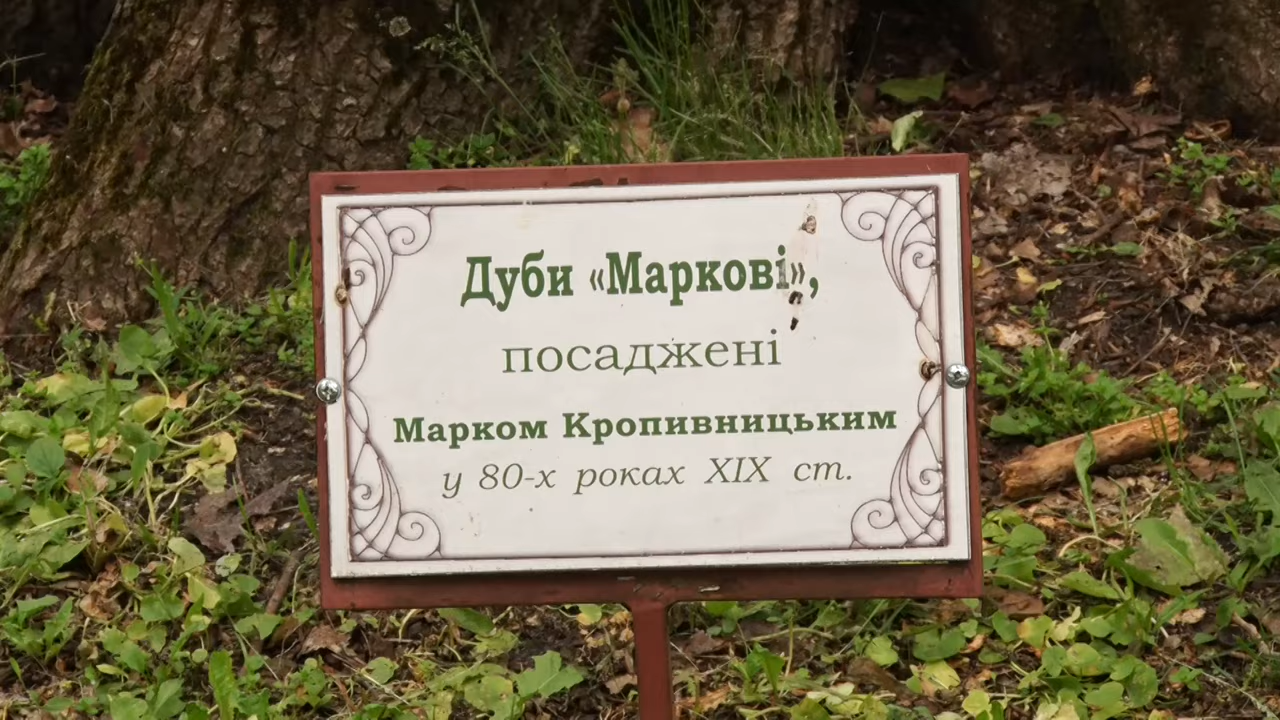 Дуби «Маркові»,
посаджені
Марком Кропивницьким
у 80-х роках XIX ст.